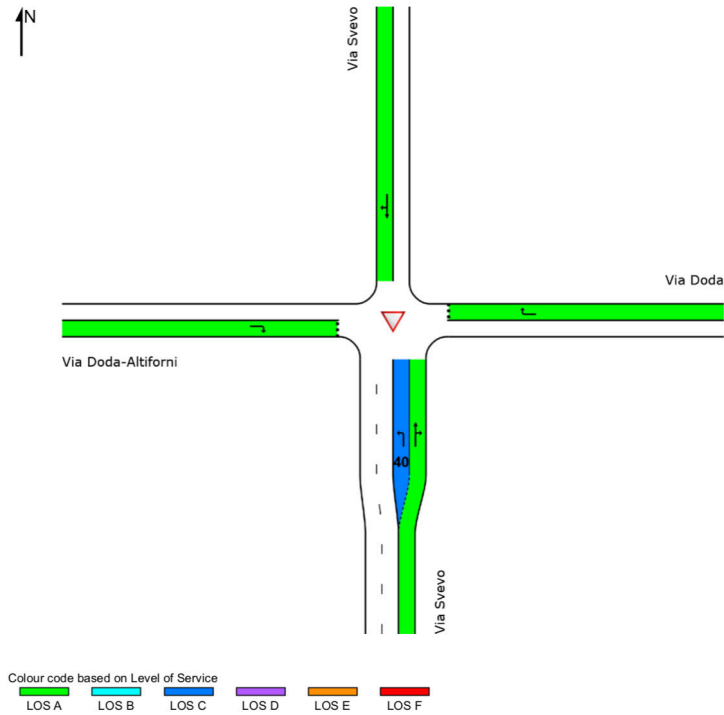 N
Via Svevo
Via Doda
Via Doda-Altiforni
40
Via Svevo
Colour code based on Level of Service
LOS A LOS B LOS C LOS D LOS E LOS F